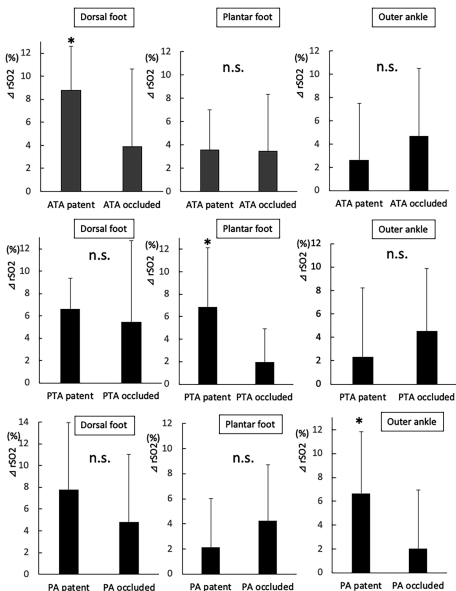 Dorsal foot
Plantar foot
Outer ankle
(%)
⊿ rSO2
14
12
10
8
6
4
2
0
*
ATA patent ATA occluded
(%)
⊿ rSO2
12
10
8
6
4
2
0
n.s.
ATA patent ATA occluded
(%)
⊿ rSO2
12
10
8
6
4
2
0
n.s.
ATA patent ATA occluded
Dorsal foot
Plantar foot
Outer ankle
(%)
⊿ rSO2
12
10
8
6
4
2
0
n.s.
PTA patent PTA occluded
(%)
⊿ rSO2
12
10
8
6
4
2
0
*
PTA patent PTA occluded
(%)
⊿ rSO2
12
10
8
6
4
2
0
n.s.
PTA patent PTA occluded
Dorsal foot
Plantar foot
Outer ankle
(%)
⊿ rSO2
14
12
10
8
6
4
2
0
n.s.
PA patent PA occluded
(%)
⊿ rSO2
12
10
8
6
4
2
0
n.s.
PA patent PA occluded
(%)
⊿ rSO2
12
10
8
6
4
2
0
*
PA patent PA occluded